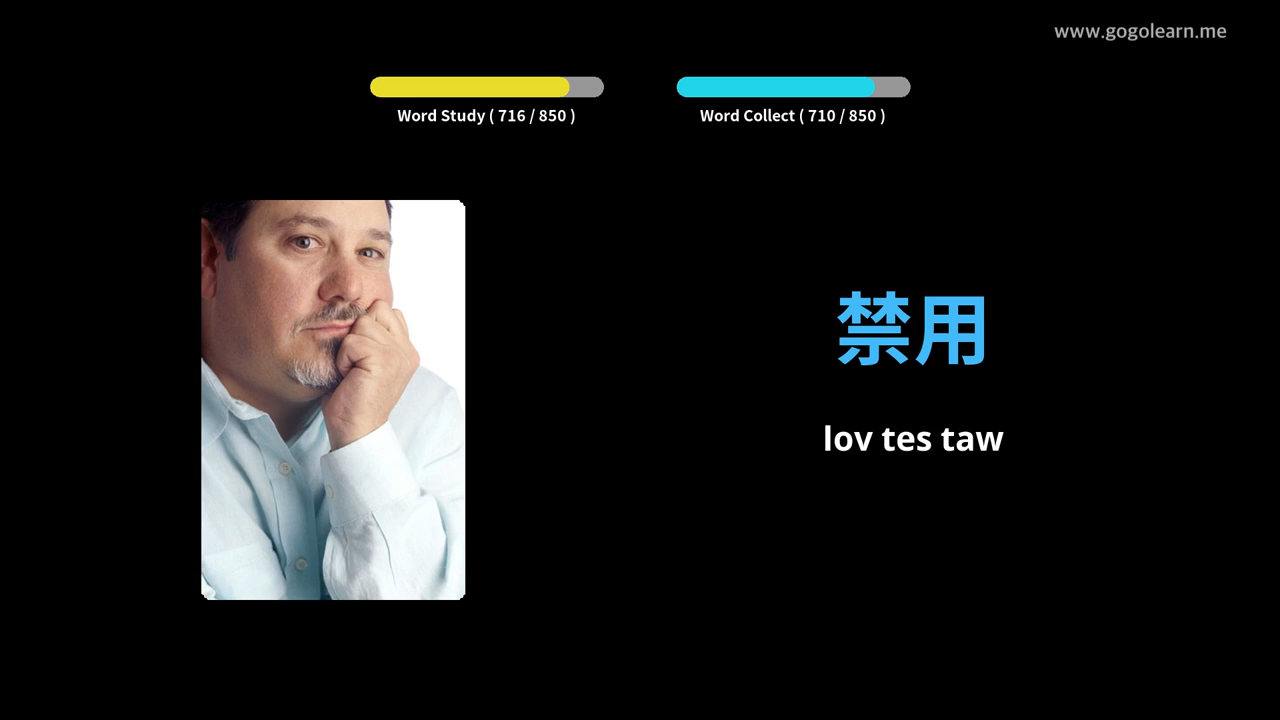 www.gogolearn.me
Word Study ( 716 / 850 )
Word Collect ( 710 / 850 )
禁用
lov tes taw